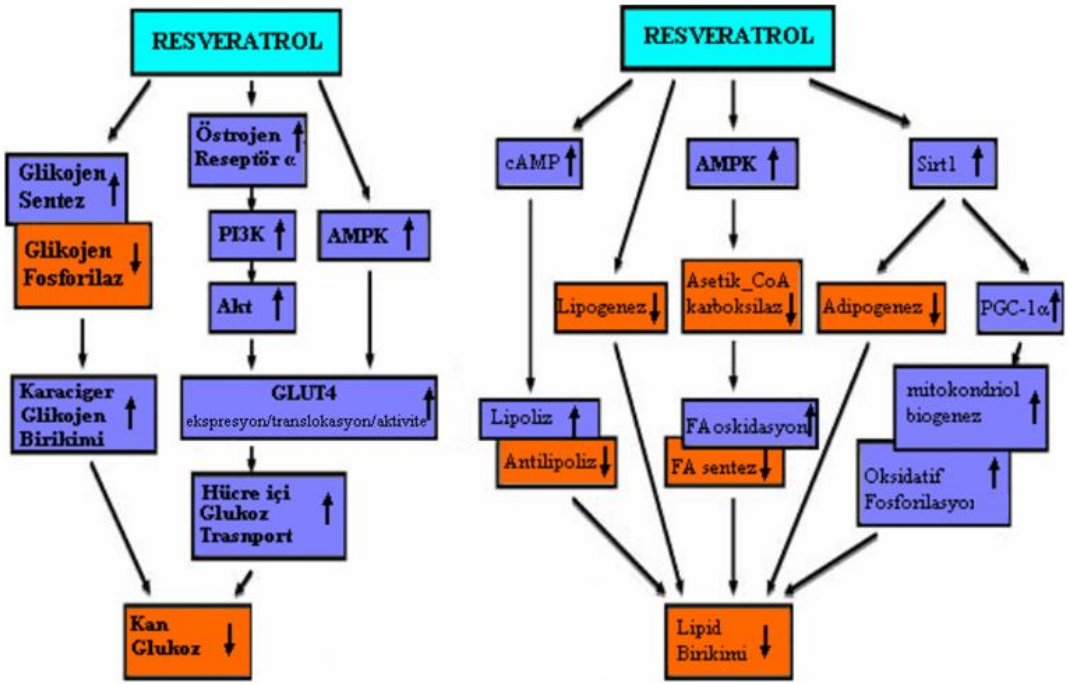 RESVERATROL
Glikojen
Sentez
Glikojen
Fosforilaz
Karaciger
Glikojen
Birikimi
Östrojen
Reseptör α
PI3K
Akt
AMPK
GLUT4
ekspresyon/translokasyon/aktivite
Hücre içi
Glukoz
Trasnport
Kan
Glukoz
RESVERATROL
cAMP
AMPK
Sirt1
Lipogenez
Asetik_CoA
karboksilaz
Adipogenez
PGC-1α
Lipoliz
Antilipoliz
FA oskidasyon
FA sentez
mitokondriol
biogenez
Oksidatif
Fosforilasyon
Lipid
Birikimi